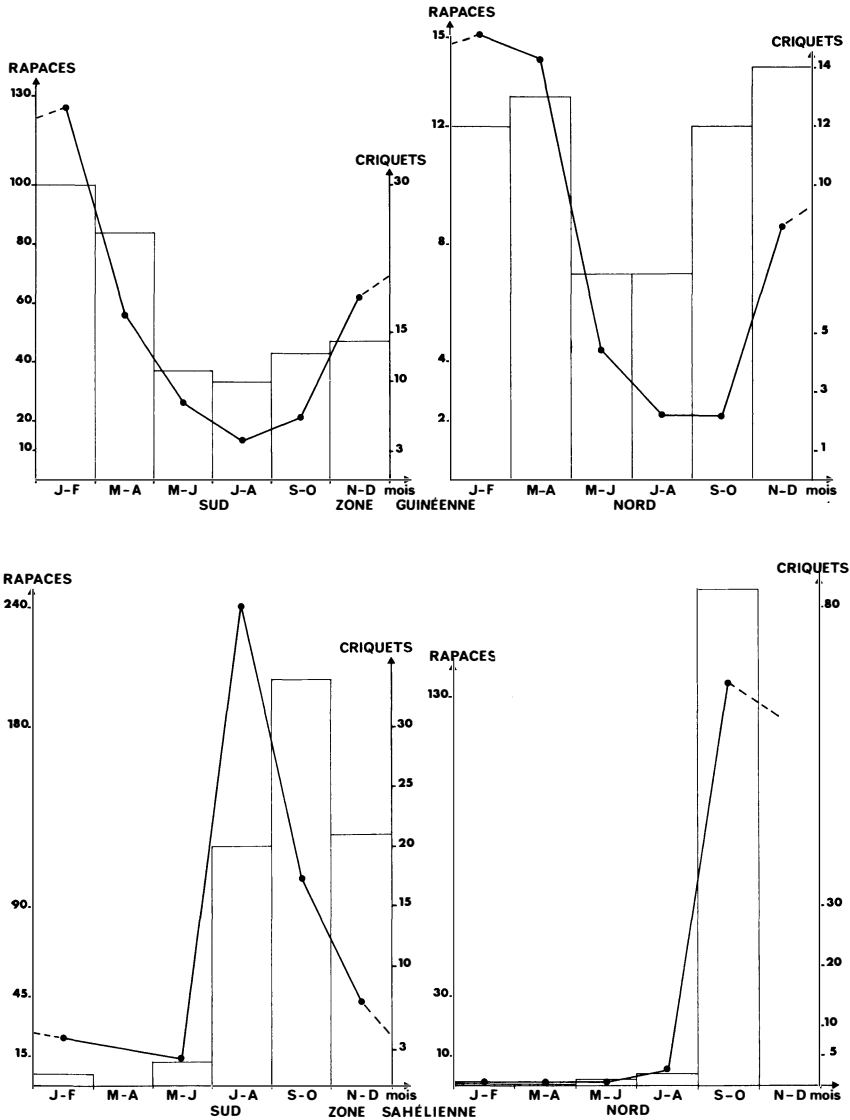 RAPACES
CRIQUETS
15
14
12
12
10
8
5
4
3
2
1
RAPACES
130
100
80
60
40
20
10
CRIQUETS
30
15
10
3
J-F M-A M-J J-A S-O N-D mois
J-F M-A M-J J-A S-O N-D mois
SUD ZONE GUINÉENNE NORD
RAPACES
240
180
90
45
15
CRIQUETS
30
25
20
15
10
3
RAPACES
130
30
10
CRIQUETS
80
30
20
10
5
J-F M-A M-J J-A S-O N-D mois
J-F M-A M-J J-A S-O N-D mois
SUD ZONE SAHÉLIENNE NORD